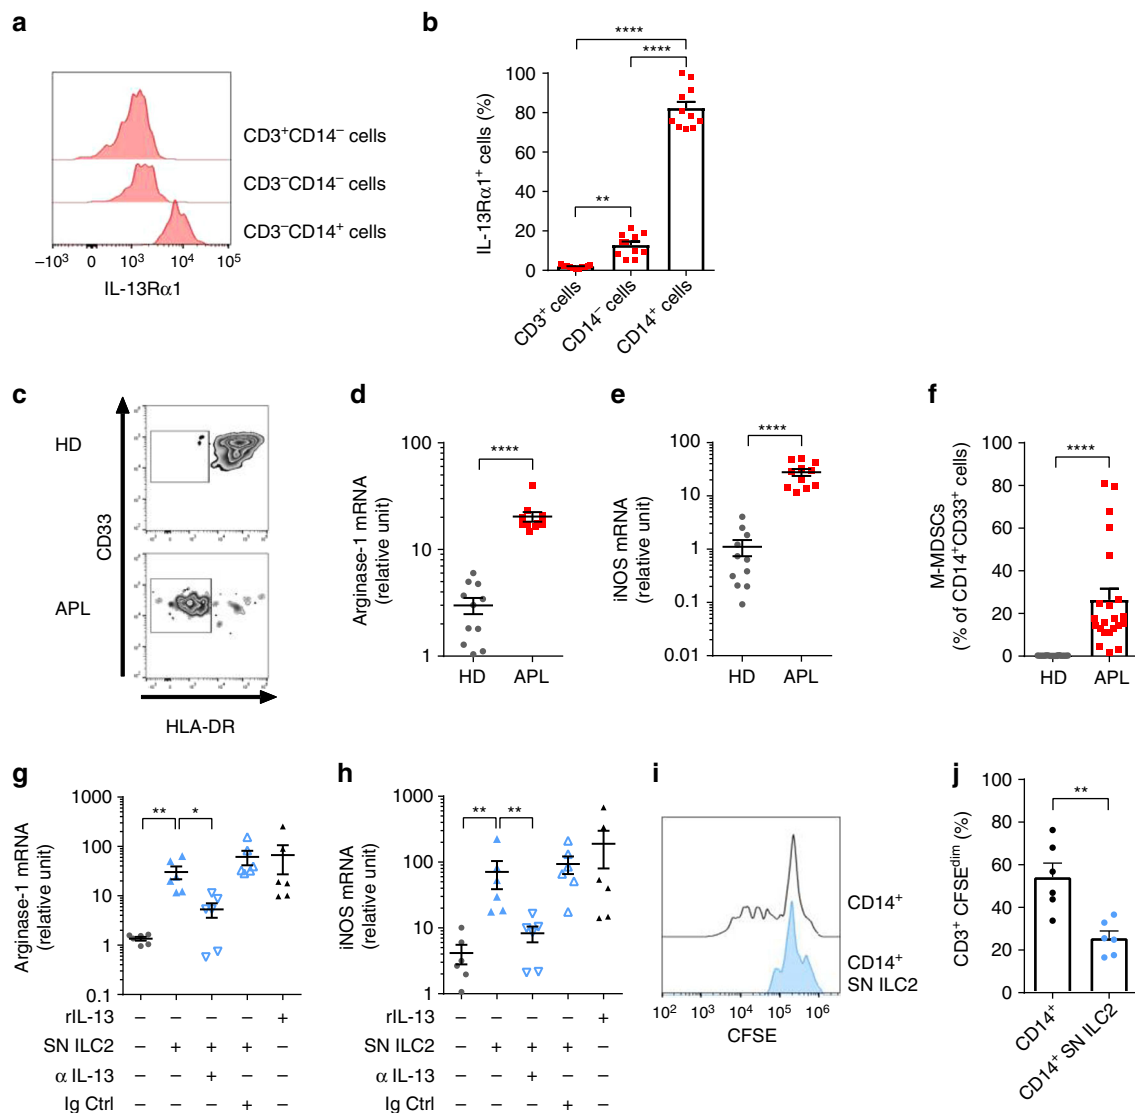 a
CD3⁺CD14⁻ cells
CD3⁻CD14⁻ cells
CD3⁻CD14⁺ cells
−10³ 0 10³ 10⁴ 10⁵
IL-13Rα1
b
****
****
**
IL-13Rα1⁺ cells (%)
100
80
60
40
20
0
CD3⁺ cells
CD14⁻ cells
CD14⁺ cells
c
HD
APL
CD33
HLA-DR
d
****
Arginase-1 mRNA
(relative unit)
100
10
1
HD APL
e
****
iNOS mRNA
(relative unit)
100
10
1
0.1
0.01
HD APL
f
****
M-MDSCs
(% of CD14⁺CD33⁺ cells)
100
80
60
40
20
0
HD APL
g
** *
Arginase-1 mRNA
(relative unit)
1000
100
10
1
0.1
rIL-13 − − − − +
SN ILC2 − + + + −
α IL-13 − − + − −
Ig Ctrl − − − + −
h
** **
iNOS mRNA
(relative unit)
1000
100
10
1
rIL-13 − − − − +
SN ILC2 − + + + −
α IL-13 − − + − −
Ig Ctrl − − − + −
i
CD14⁺
CD14⁺
SN ILC2
10² 10³ 10⁴ 10⁵ 10⁶
CFSE
j
**
CD3⁺ CFSEᵈⁱᵐ (%)
100
80
60
40
20
0
CD14⁺
CD14⁺ SN ILC2